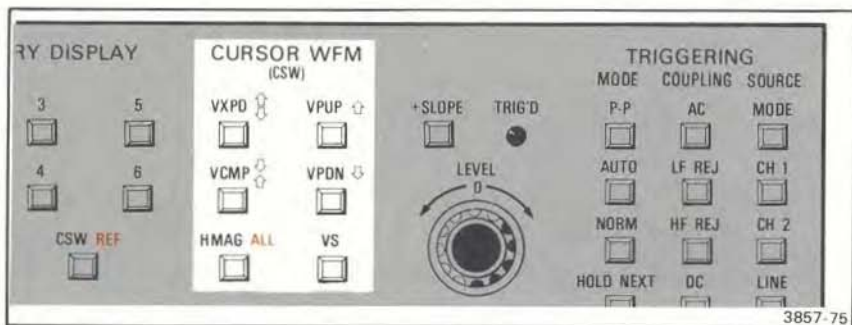 RY DISPLAY
3 5
4 6
CSW REF
CURSOR WFM
(CSW)
VXPD VPUP
VCMP VPDN
HMAG ALL VS
+SLOPE TRIG'D
LEVEL
0
TRIGGERING
MODE COUPLING SOURCE
P-P AC MODE
AUTO LF REJ CH 1
NORM HF REJ CH 2
HOLD NEXT DC LINE
3857-75